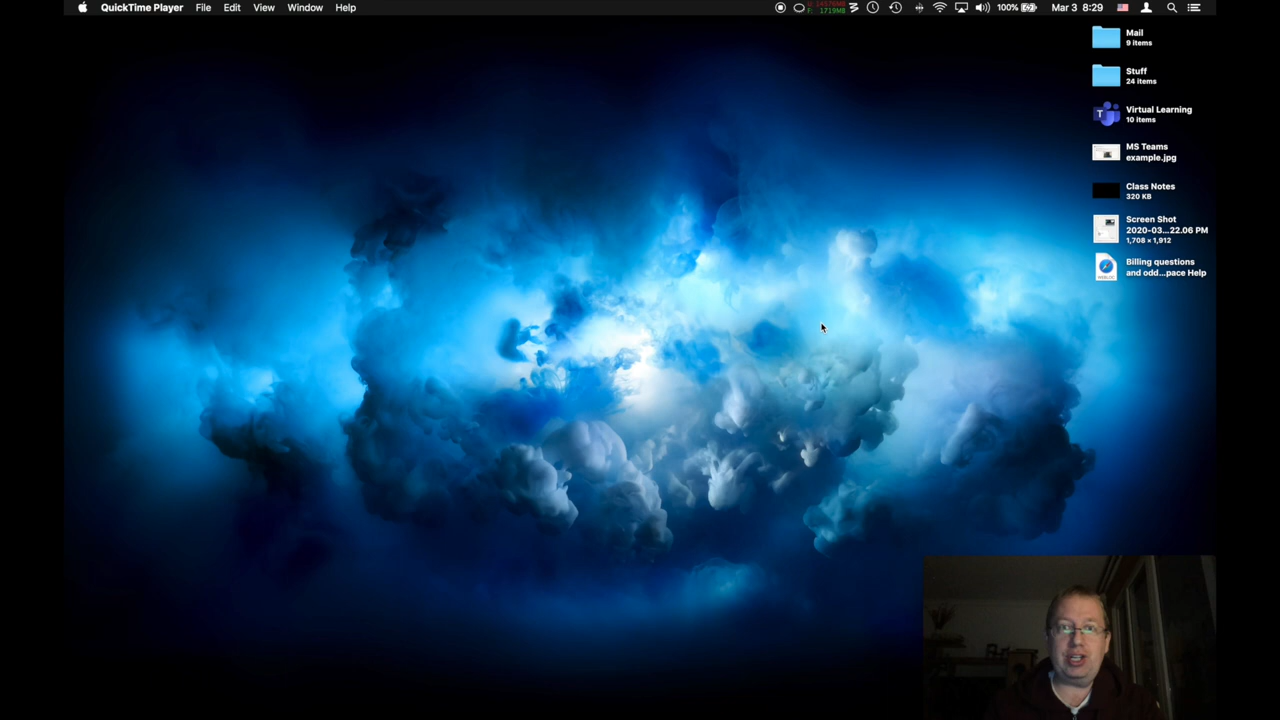 QuickTime Player File Edit View Window Help
F: 1719MB
100% Mar 3 8:29
Mail
9 items
Stuff
24 items
T
Virtual Learning
10 items
MS Teams
example.jpg
Class Notes
320 KB
Screen Shot
2020-03...22.06 PM
1,708 × 1,912
Billing questions
and odd...pace Help
WEBLOC